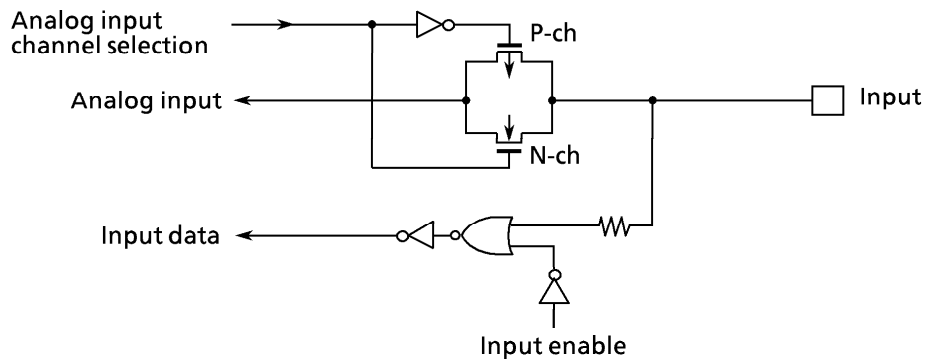 Analog input
channel selection
P-ch
Analog input
Input
N-ch
Input data
Input enable